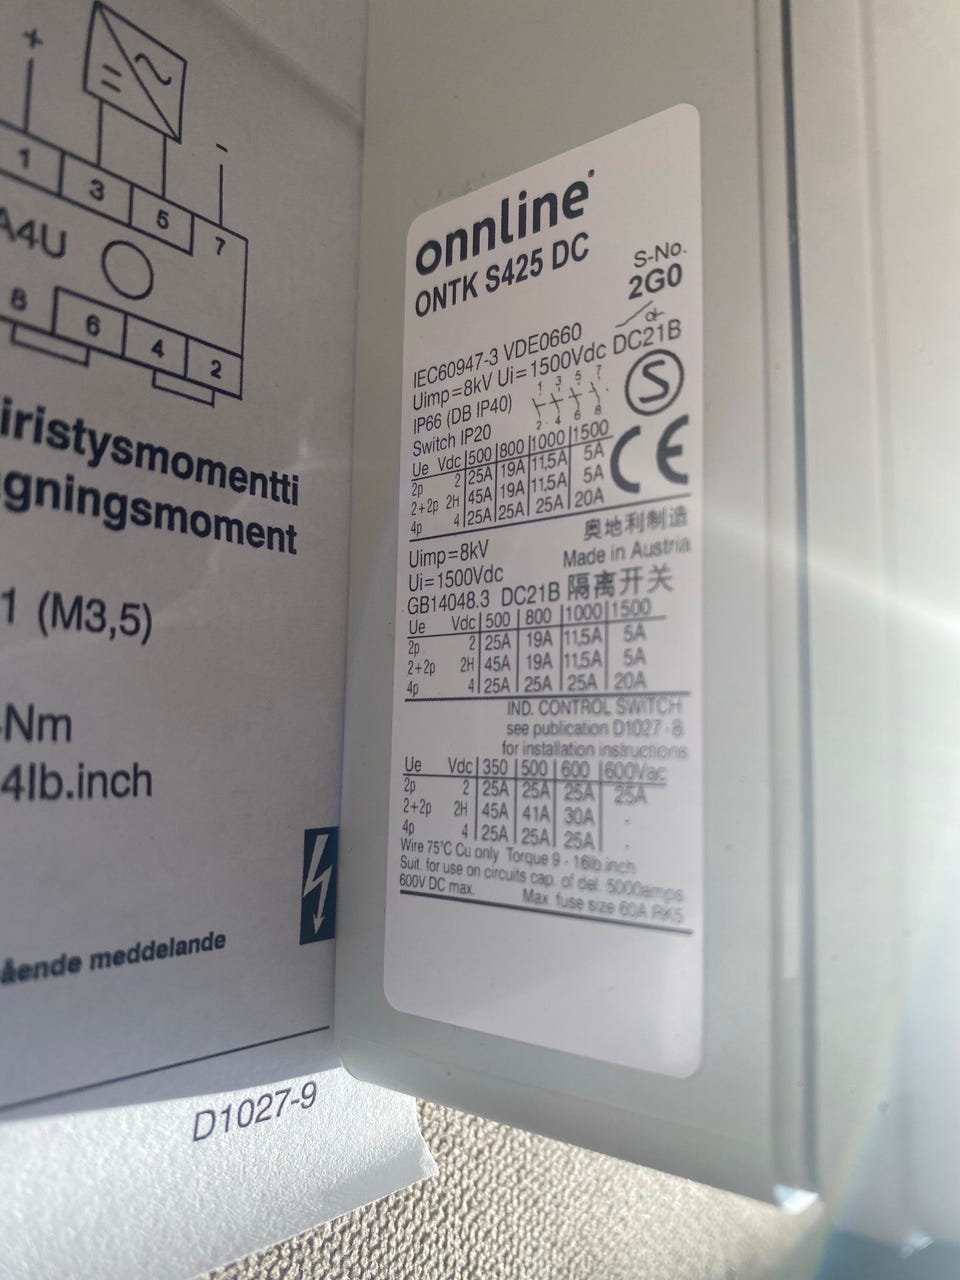 +
-
1 3 5 7
A4U
8 6 4 2
iristysmomentti
gningsmoment
1 (M3,5)
Nm
4lb.inch
ående meddelande
D1027-9
onnline
ONTK S425 DC
S-No.
2G0
IEC60947-3 VDE0660
Uimp=8kV Ui=1500Vdc DC21B
IP66 (DB IP40)
Switch IP20
1 3 5 7
2 4 6 8
S
CE
Ue Vdc 500 800 1000 1500
2p 2 25A 19A 11,5A 5A
2+2p 2H 45A 19A 11,5A 5A
4p 4 25A 25A 25A 20A
奥地利制造
Uimp=8kV Made in Austria
Ui=1500Vdc
GB14048.3 DC21B 隔离开关
Ue Vdc 500 800 1000 1500
2p 2 25A 19A 11,5A 5A
2+2p 2H 45A 19A 11,5A 5A
4p 4 25A 25A 25A 20A
IND. CONTROL SWITCH
see publication D1027-8
for installation instructions
Ue Vdc 350 500 600 600Vac
2p 2 25A 25A 25A 25A
2+2p 2H 45A 41A 30A -
4p 4 25A 25A 25A -
Wire 75°C Cu only Torque 9 - 16lb.inch
Suit. for use on circuits cap. of del. 5000amps
600V DC max. Max. fuse size 60A RK5